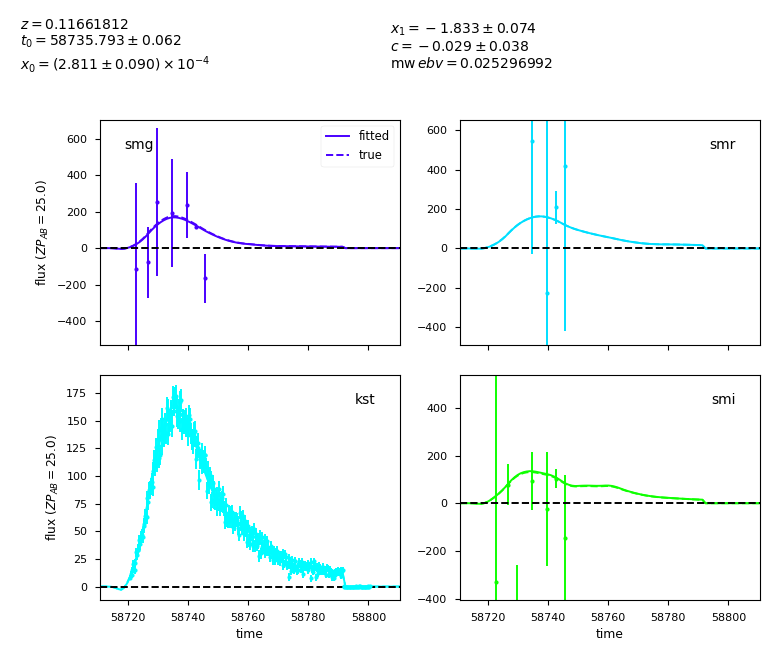 z = 0.11661812
t₀ = 58735.793 ± 0.062
x₀ = (2.811 ± 0.090) × 10⁻⁴
x₁ = −1.833 ± 0.074
c = −0.029 ± 0.038
mw ebv = 0.025296992
smg
fitted
true
600
400
200
0
−200
−400
flux (ZP_AB = 25.0)
smr
600
400
200
0
−200
−400
kst
175
150
125
100
75
50
25
0
flux (ZP_AB = 25.0)
58720 58740 58760 58780 58800
time
smi
400
200
0
−200
−400
58720 58740 58760 58780 58800
time